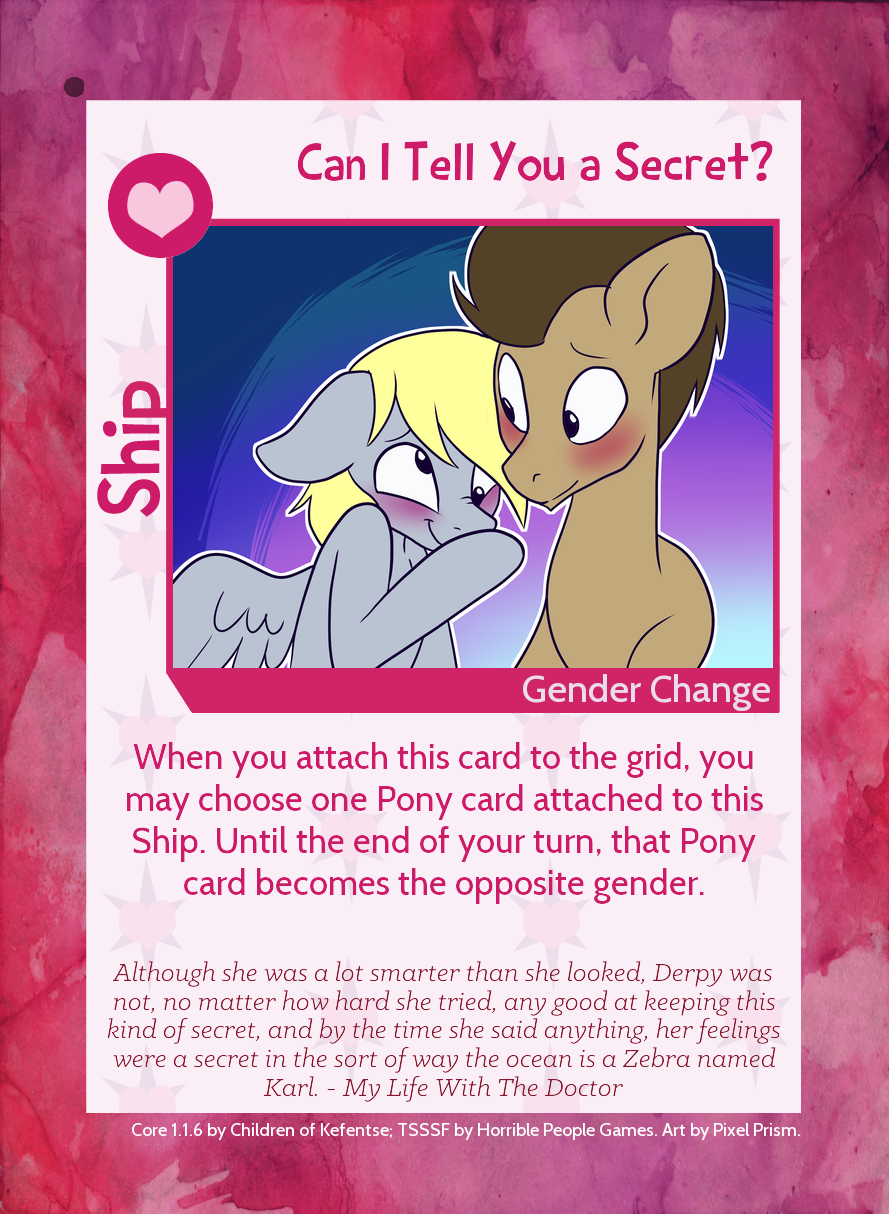 Can I Tell You a Secret?
Ship
Gender Change
When you attach this card to the grid, you
may choose one Pony card attached to this
Ship. Until the end of your turn, that Pony
card becomes the opposite gender.
Although she was a lot smarter than she looked, Derpy was
not, no matter how hard she tried, any good at keeping this
kind of secret, and by the time she said anything, her feelings
were a secret in the sort of way the ocean is a Zebra named
Karl. - My Life With The Doctor
Core 1.1.6 by Children of Kefentse; TSSSF by Horrible People Games. Art by Pixel Prism.